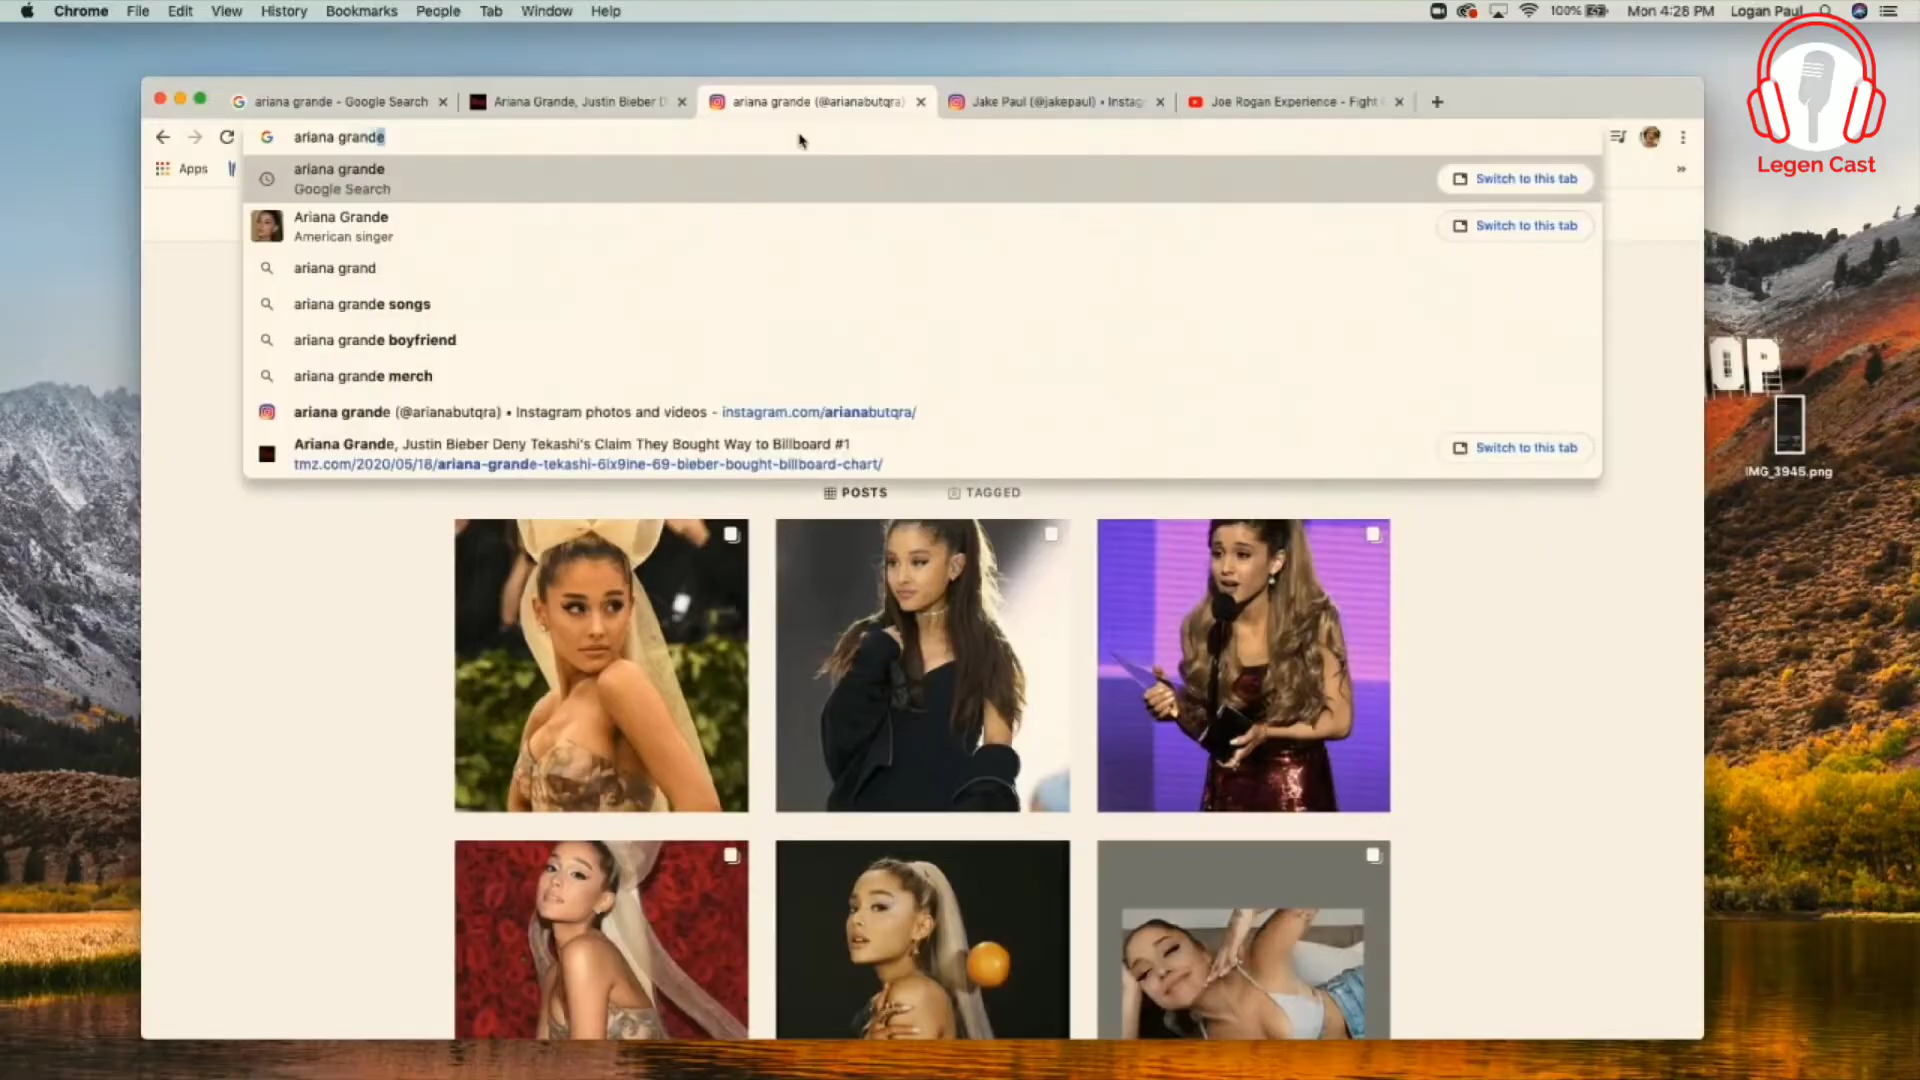 Chrome File Edit View History Bookmarks People Tab Window Help
100% Mon 4:28 PM Logan Paul
Legen Cast
ariana grande - Google Search
Ariana Grande, Justin Bieber D
ariana grande (@arianabutqra)
Jake Paul (@jakepaul) • Instag
Joe Rogan Experience - Fight
ariana grande
Apps
»
ariana grande
Google Search
Switch to this tab
Ariana Grande
American singer
Switch to this tab
ariana grand
ariana grande songs
ariana grande boyfriend
ariana grande merch
ariana grande (@arianabutqra) • Instagram photos and videos - instagram.com/arianabutqra/
Ariana Grande, Justin Bieber Deny Tekashi's Claim They Bought Way to Billboard #1
tmz.com/2020/05/18/ariana-grande-tekashi-6ix9ine-69-bieber-bought-billboard-chart/
Switch to this tab
POSTS
TAGGED
OP
IMG_3945.png